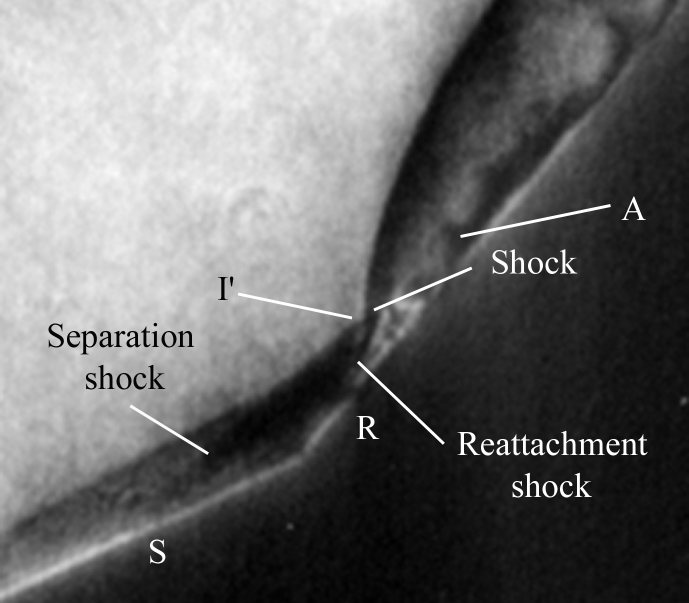 A
Shock
I'
Separation
shock
R
Reattachment
shock
S